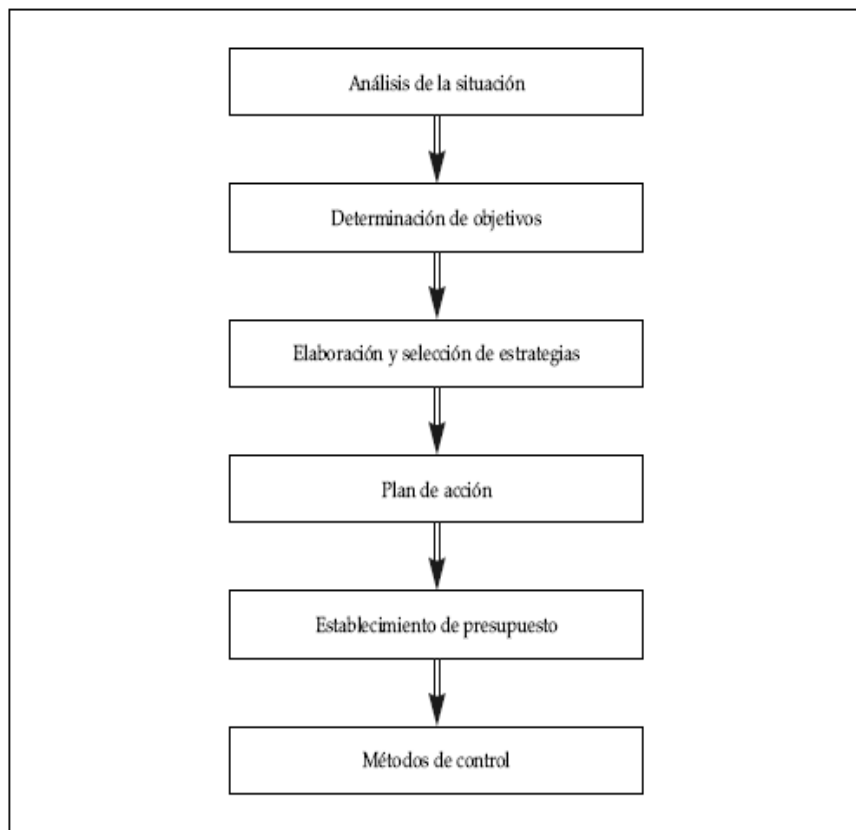 Análisis de la situación
Determinación de objetivos
Elaboración y selección de estrategias
Plan de acción
Establecimiento de presupuesto
Métodos de control